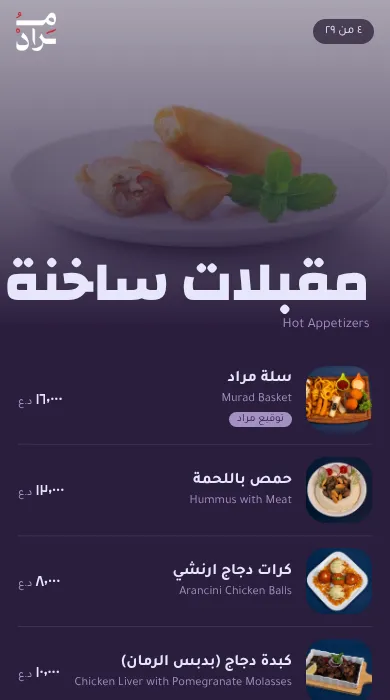 مـُـراد
٤ من ٢٩
مقبلات ساخنة
Hot Appetizers
سلة مراد
Murad Basket
توقيع مراد
١٦,٠٠٠ د.ع
حمص باللحمة
Hummus with Meat
١٢,٠٠٠ د.ع
كرات دجاج ارنشي
Arancini Chicken Balls
٨,٠٠٠ د.ع
كبدة دجاج (بدبس الرمان)
Chicken Liver with Pomegranate Molasses
١٠,٠٠٠ د.ع